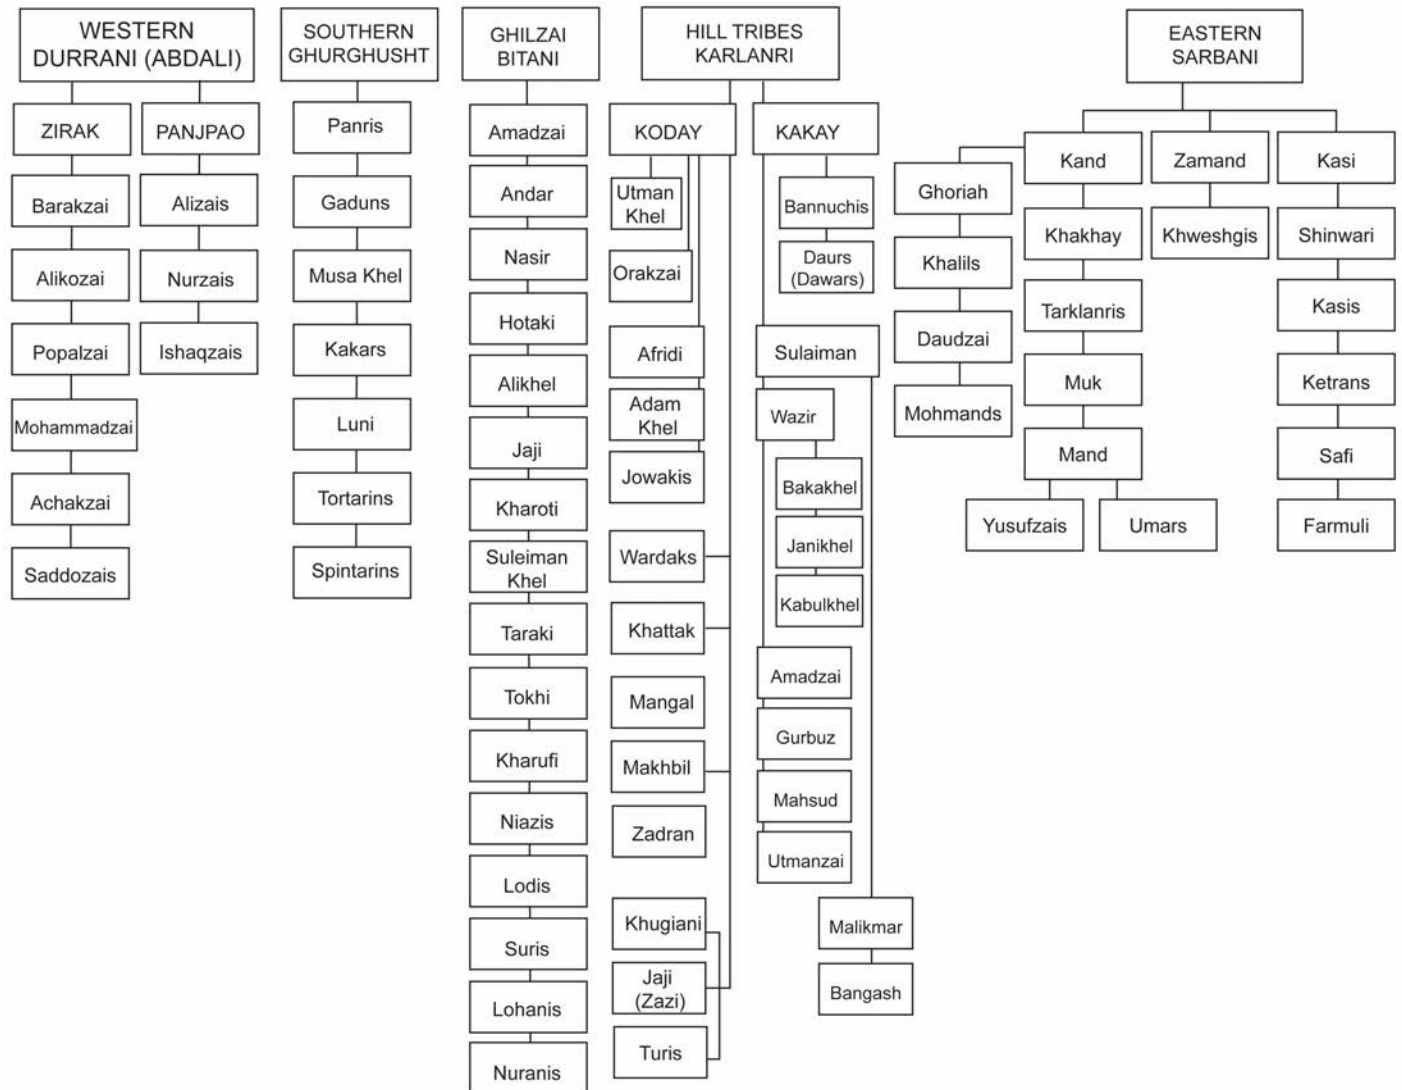 WESTERN
DURRANI (ABDALI)
ZIRAK
Barakzai
Alikozai
Popalzai
Mohammadzai
Achakzai
Saddozais
PANJPAO
Alizais
Nurzais
Ishaqzais
SOUTHERN
GHURGHUSHT
Panris
Gaduns
Musa Khel
Kakars
Luni
Tortarins
Spintarins
GHILZAI
BITANI
Amadzai
Andar
Nasir
Hotaki
Alikhel
Jaji
Kharoti
Suleiman
Khel
Taraki
Tokhi
Kharufi
Niazis
Lodis
Suris
Lohanis
Nuranis
HILL TRIBES
KARLANRI
KODAY
Utman
Khel
Orakzai
Afridi
Adam
Khel
Jowakis
Wardaks
Khattak
Mangal
Makhbil
Zadran
Khugiani
Jaji
(Zazi)
Turis
KAKAY
Bannuchis
Daurs
(Dawars)
Sulaiman
Wazir
Bakakhel
Janikhel
Kabulkhel
Amadzai
Gurbuz
Mahsud
Utmanzai
Malikmar
Bangash
EASTERN
SARBANI
Ghoriah
Khalils
Daudzai
Mohmands
Kand
Khakhay
Tarklanris
Muk
Mand
Yusufzais
Umars
Zamand
Khweshgis
Kasi
Shinwari
Kasis
Ketrans
Safi
Farmuli